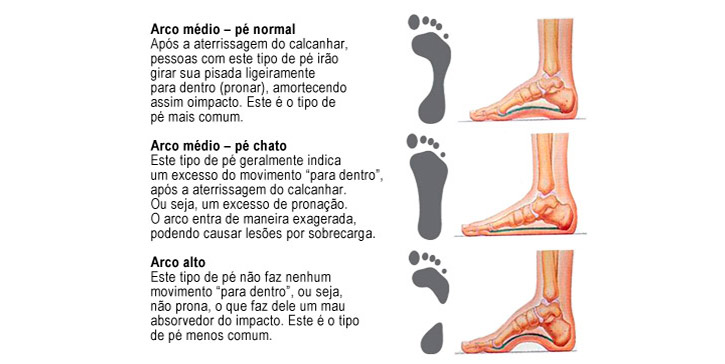 Arco médio – pé normal
Após a aterrissagem do calcanhar,
pessoas com este tipo de pé irão
girar sua pisada ligeiramente
para dentro (pronar), amortecendo
assim oimpacto. Este é o tipo de
pé mais comum.
Arco médio – pé chato
Este tipo de pé geralmente indica
um excesso do movimento “para dentro”,
após a aterrissagem do calcanhar.
Ou seja, um excesso de pronação.
O arco entra de maneira exagerada,
podendo causar lesões por sobrecarga.
Arco alto
Este tipo de pé não faz nenhum
movimento “para dentro”, ou seja,
não prona, o que faz dele um mau
absorvedor do impacto. Este é o tipo
de pé menos comum.